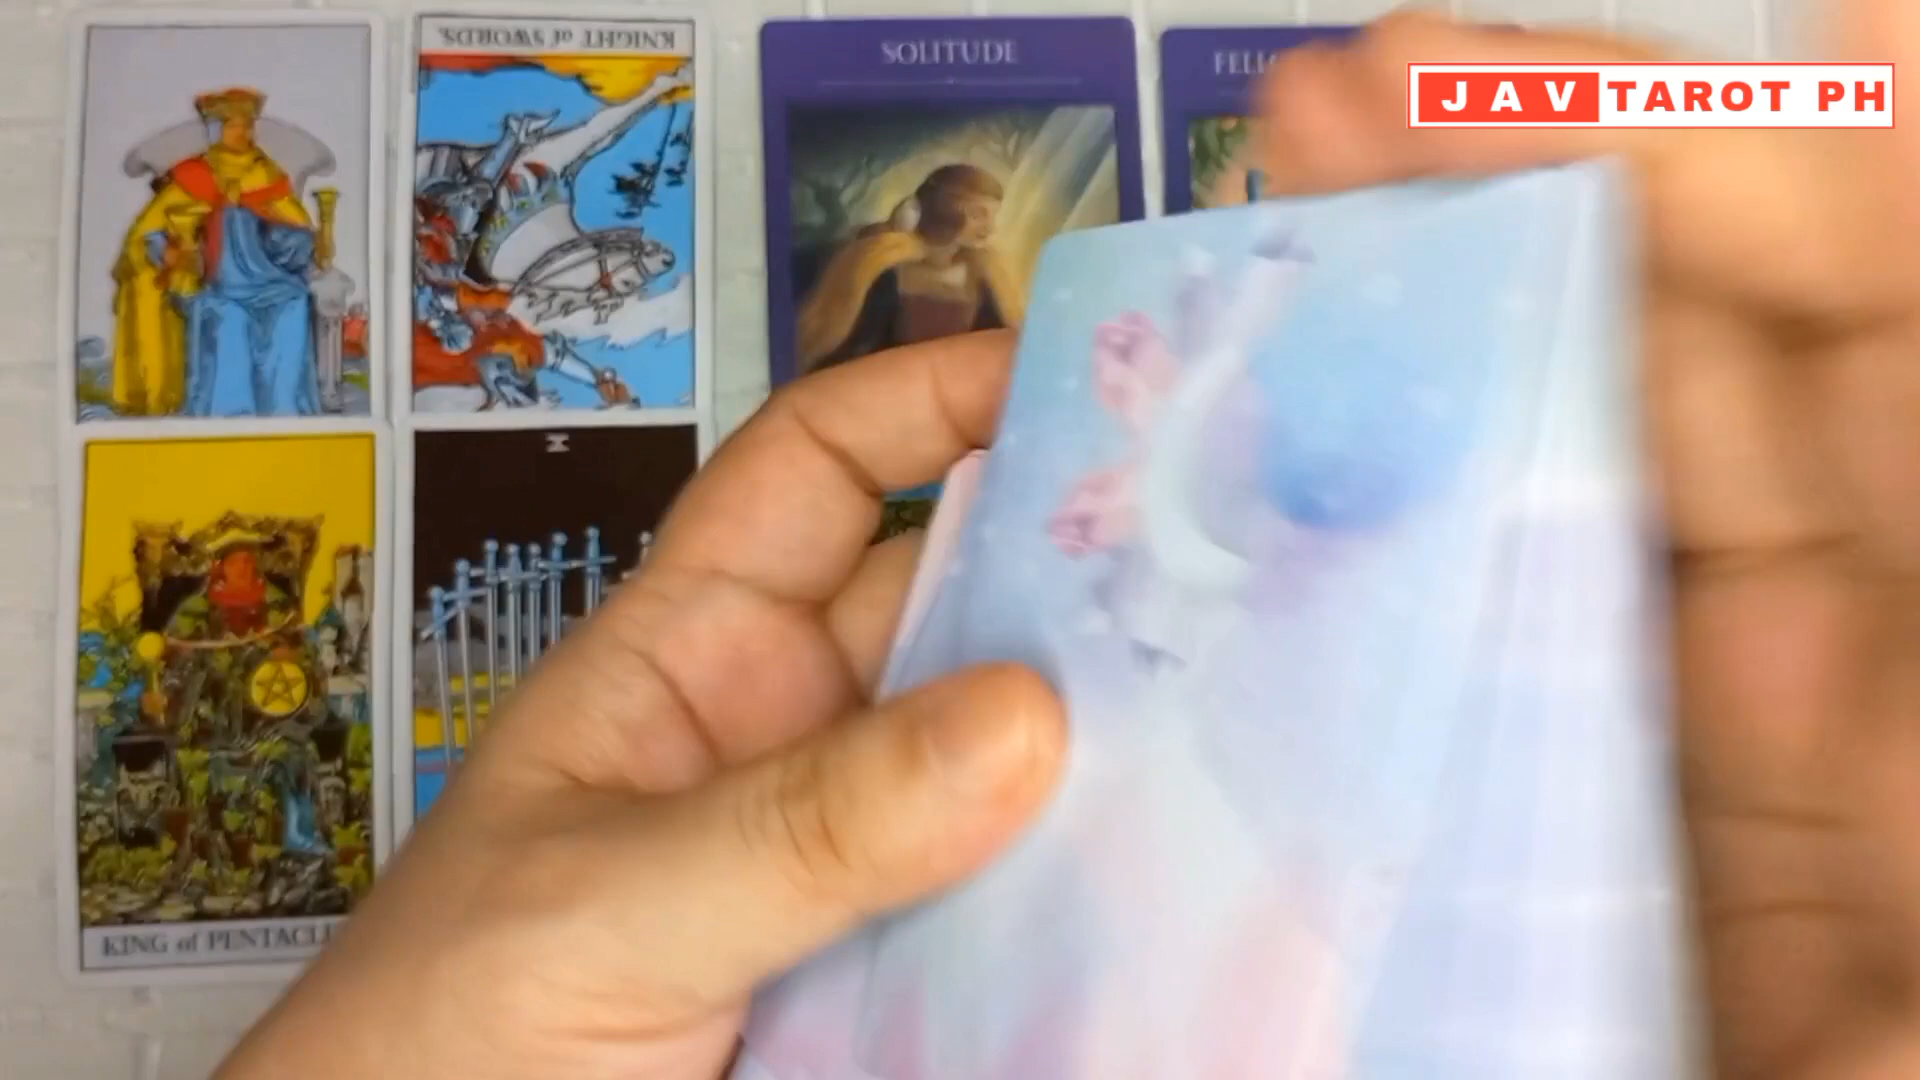 KNIGHT of SWORDS.
SOLITUDE
JAV TAROT PH
KING of PENTACLE